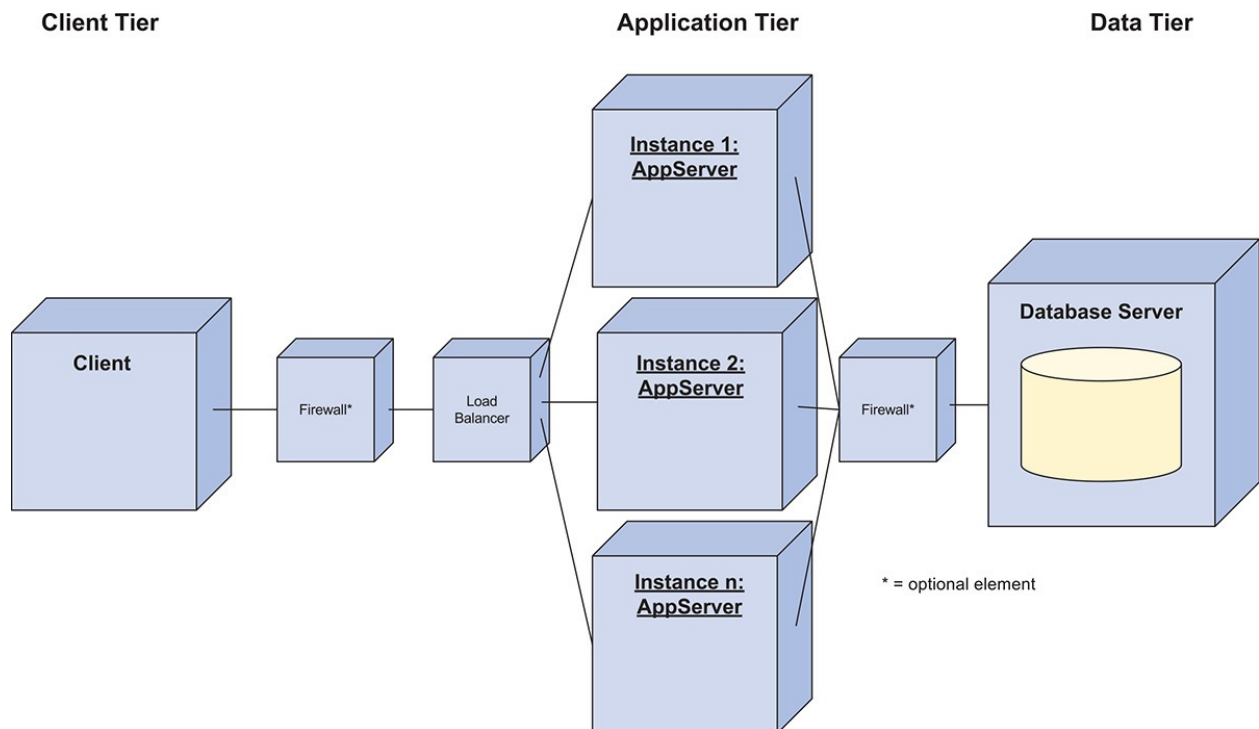 Client Tier
Application Tier
Data Tier
Instance 1:
AppServer
Client
Firewall*
Load
Balancer
Instance 2:
AppServer
Firewall*
Database Server
Instance n:
AppServer
* = optional element